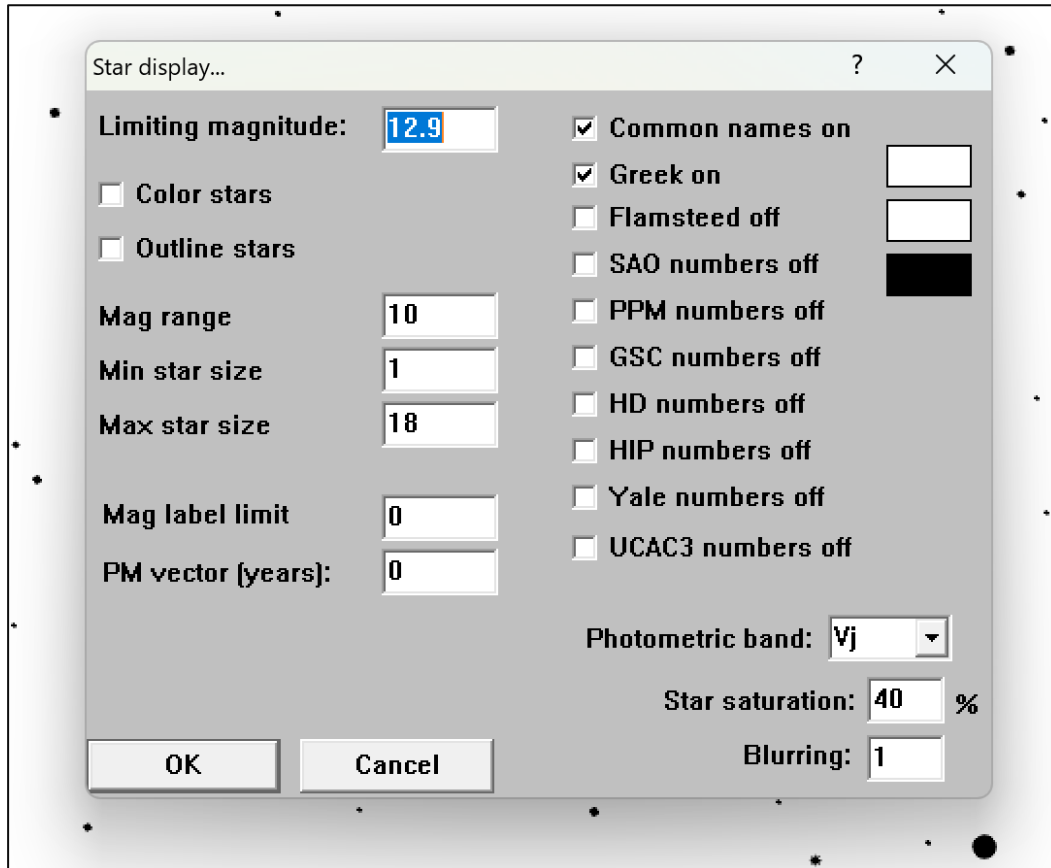 Star display... ?
Limiting magnitude: 12.9
Color stars
Outline stars
Mag range 10
Min star size 1
Max star size 18
Mag label limit 0
PM vector (years): 0
Common names on
Greek on
Flamsteed off
SAO numbers off
PPM numbers off
GSC numbers off
HD numbers off
HIP numbers off
Yale numbers off
UCAC3 numbers off
Photometric band: Vj
Star saturation: 40 %
Blurring: 1
OK Cancel